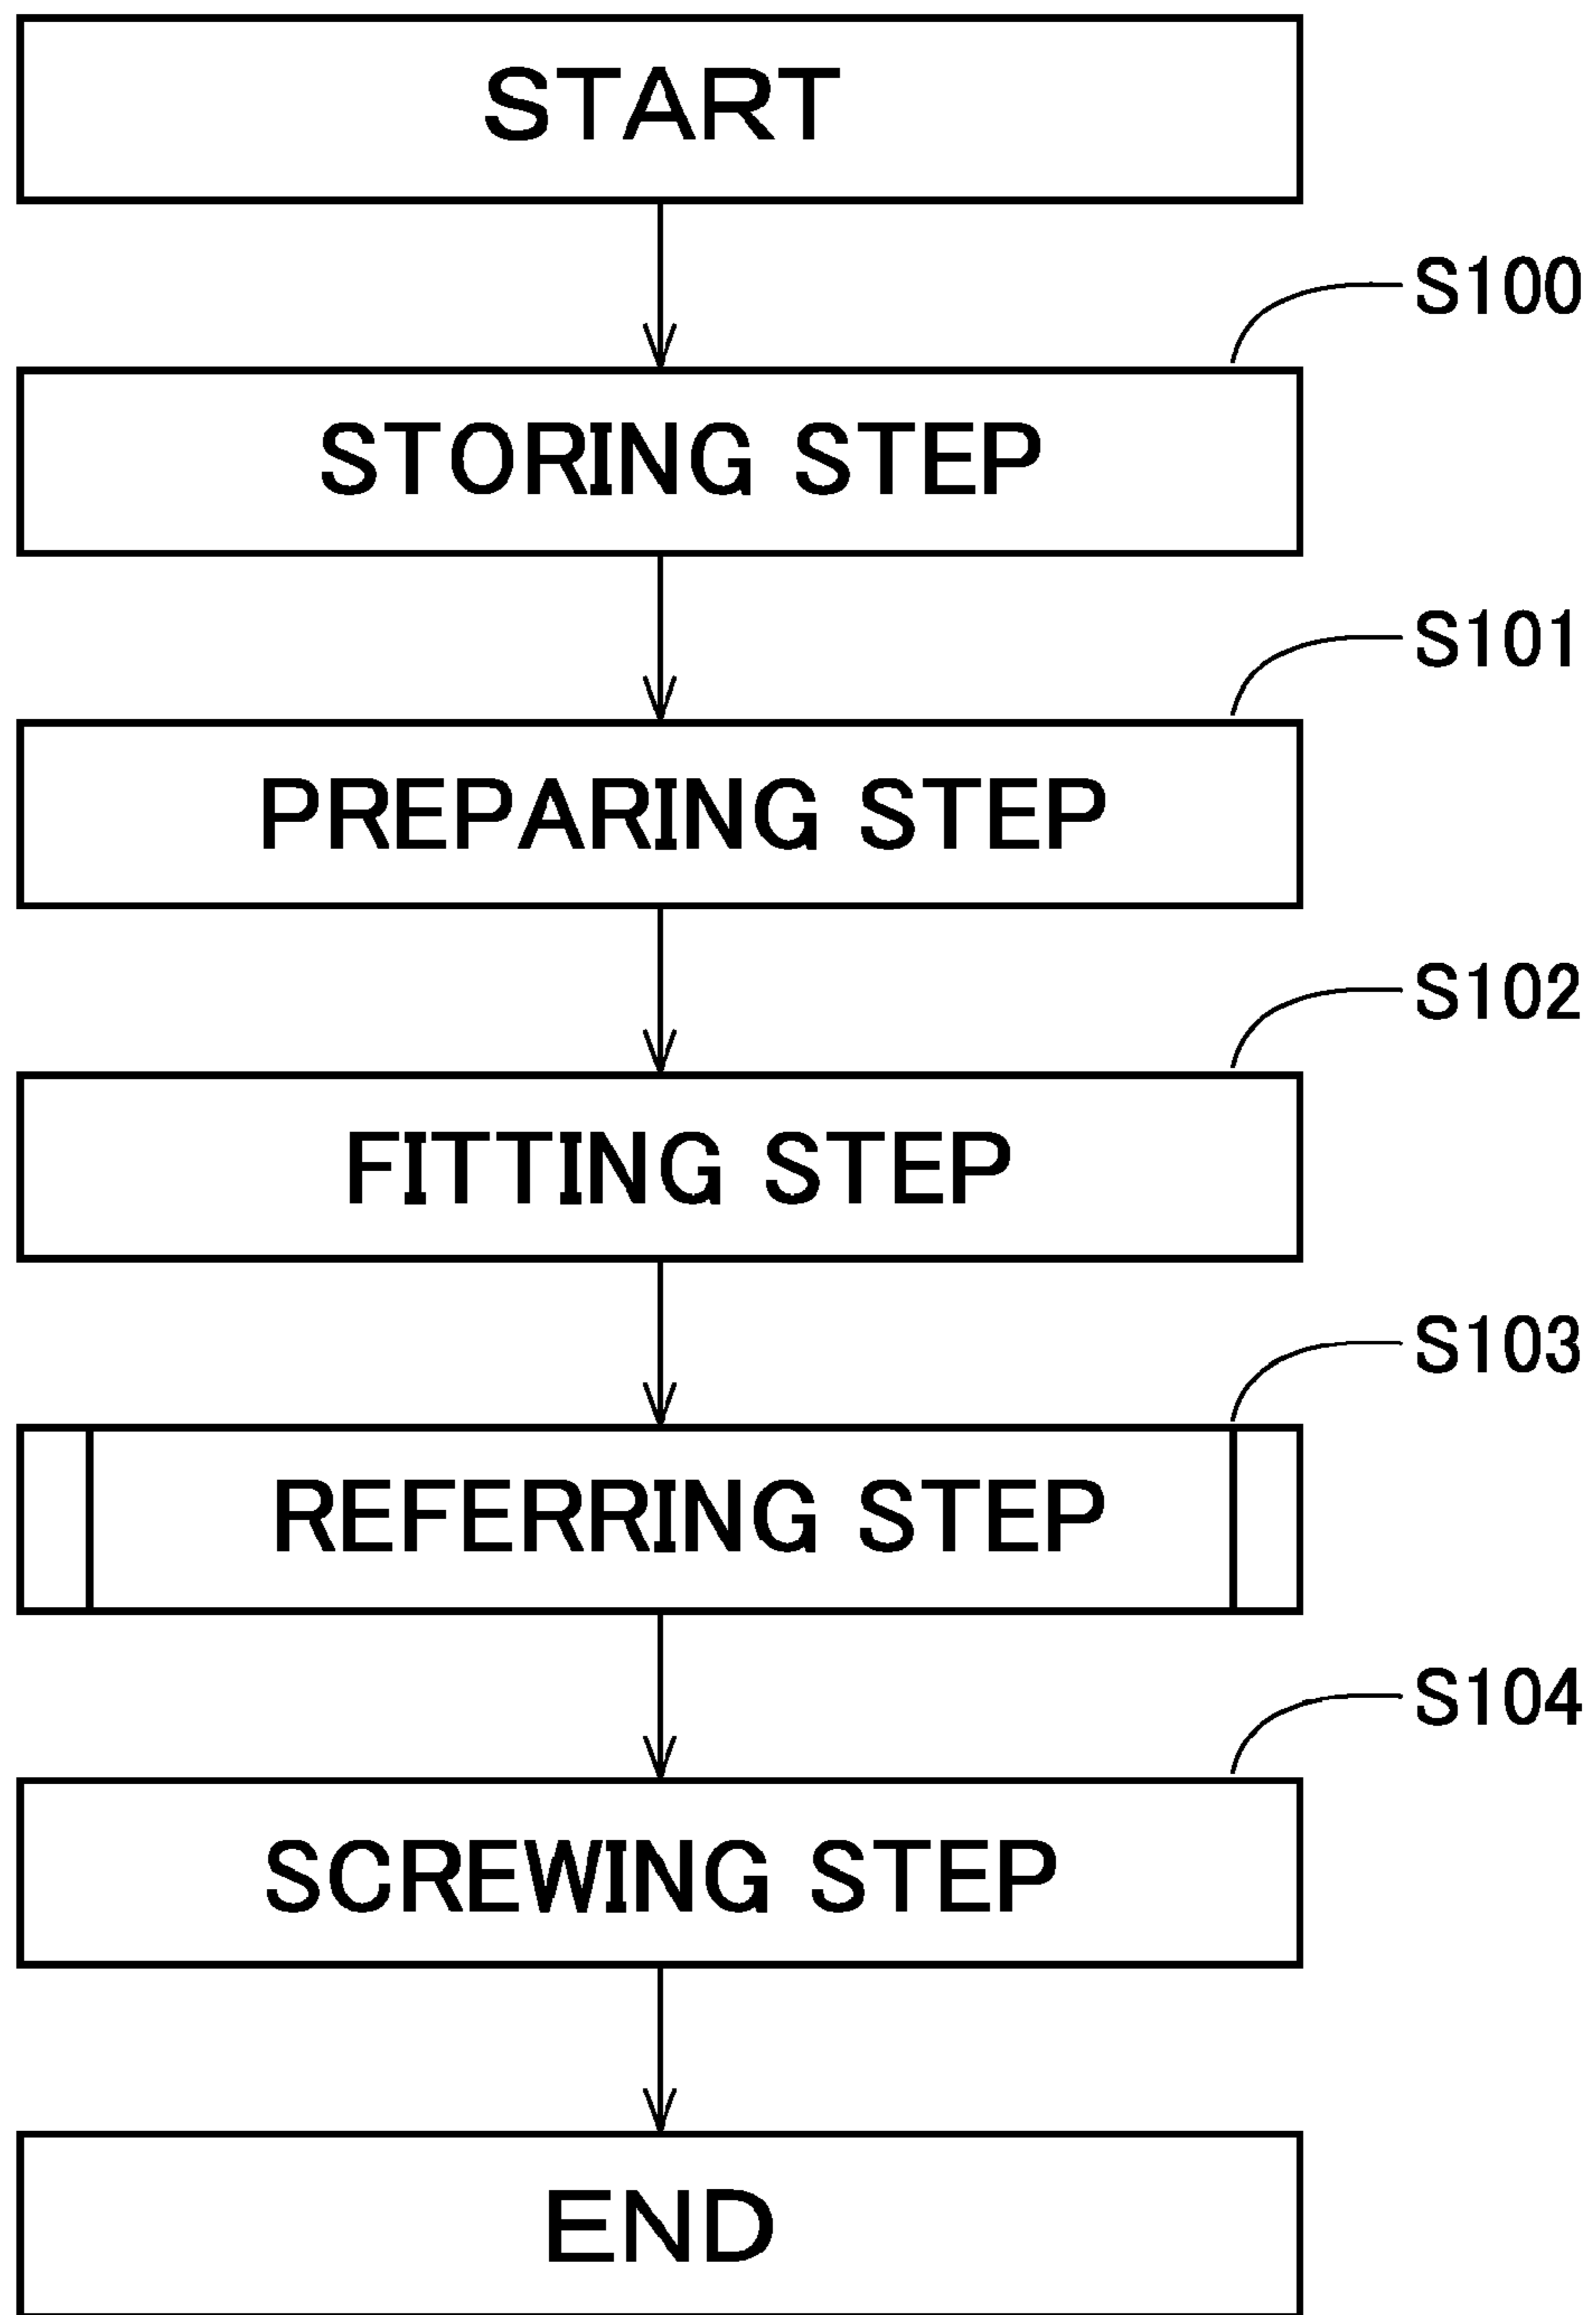 START
S100
STORING STEP
S101
PREPARING STEP
S102
FITTING STEP
S103
REFERRING STEP
S104
SCREWING STEP
END